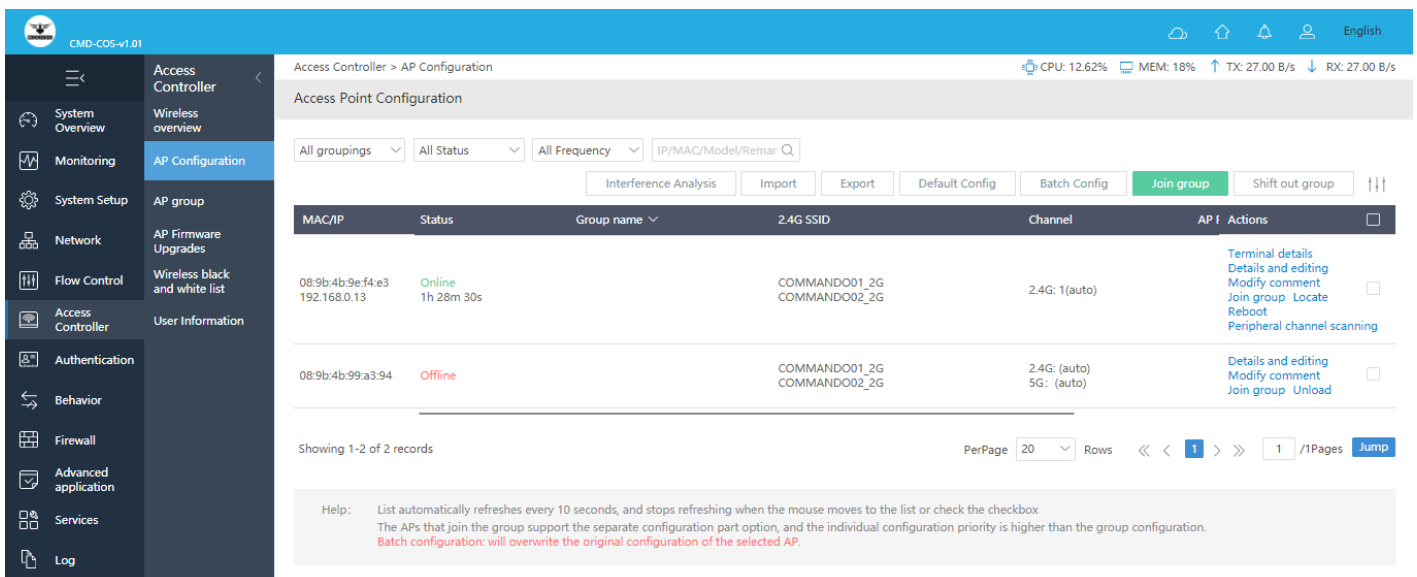 CMD-COS-v1.01
English
Access Controller
Access Controller > AP Configuration
CPU: 12.62% MEM: 18% TX: 27.00 B/s RX: 27.00 B/s
Access Point Configuration
System Overview
Monitoring
System Setup
Network
Flow Control
Access Controller
Authentication
Behavior
Firewall
Advanced application
Services
Log
Wireless overview
AP Configuration
AP group
AP Firmware Upgrades
Wireless black and white list
User Information
All groupings All Status All Frequency IP/MAC/Model/Remar
Interference Analysis Import Export Default Config Batch Config Join group Shift out group
MAC/IP Status Group name 2.4G SSID Channel AP Actions
08:9b:4b:9e:f4:e3
192.168.0.13
Online
1h 28m 30s
COMMANDO01_2G
COMMANDO02_2G
2.4G: 1(auto)
Terminal details
Details and editing
Modify comment
Join group Locate
Reboot
Peripheral channel scanning
08:9b:4b:99:a3:94
Offline
COMMANDO01_2G
COMMANDO02_2G
2.4G: (auto)
5G: (auto)
Details and editing
Modify comment
Join group Unload
Showing 1-2 of 2 records
PerPage 20 Rows 1 1 /1Pages Jump
Help: List automatically refreshes every 10 seconds, and stops refreshing when the mouse moves to the list or check the checkbox
The APs that join the group support the separate configuration part option, and the individual configuration priority is higher than the group configuration.
Batch configuration: will overwrite the original configuration of the selected AP.